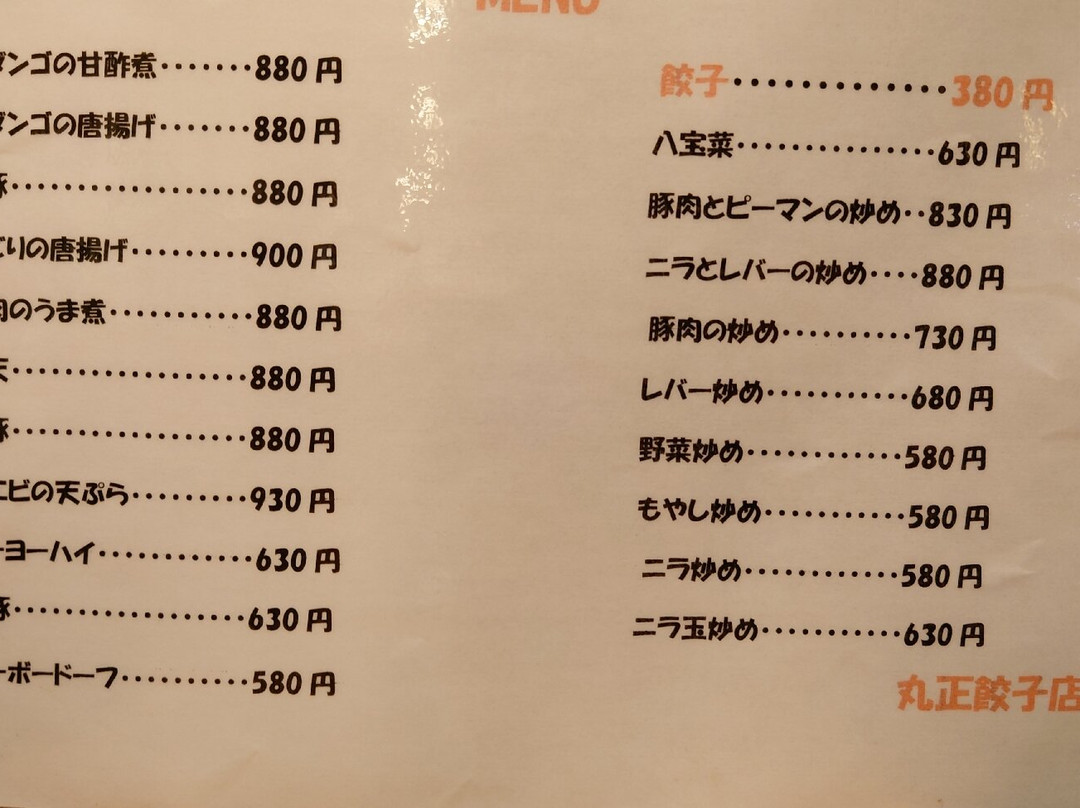 MENU
ダンゴの甘酢煮・・・・・・・880円
ダンゴの唐揚げ・・・・・・・880円
豚・・・・・・・・・・・・・・・・・・880円
りの唐揚げ・・・・・・・・・900円
肉のうま煮・・・・・・・・・・・880円
天・・・・・・・・・・・・・・・・・・880円
豚・・・・・・・・・・・・・・・・・・880円
エビの天ぷら・・・・・・・・・930円
ーヨーハイ・・・・・・・・・・・・630円
豚・・・・・・・・・・・・・・・・・・630円
ーボードーフ・・・・・・・・・・580円
餃子・・・・・・・・・・・・・380円
八宝菜・・・・・・・・・・・・・・・630円
豚肉とピーマンの炒め・・830円
ニラとレバーの炒め・・・・880円
豚肉の炒め・・・・・・・・・・730円
レバー炒め・・・・・・・・・・・680円
野菜炒め・・・・・・・・・・・・580円
もやし炒め・・・・・・・・・・・580円
ニラ炒め・・・・・・・・・・・・580円
ニラ玉炒め・・・・・・・・・・・630円
丸正餃子店